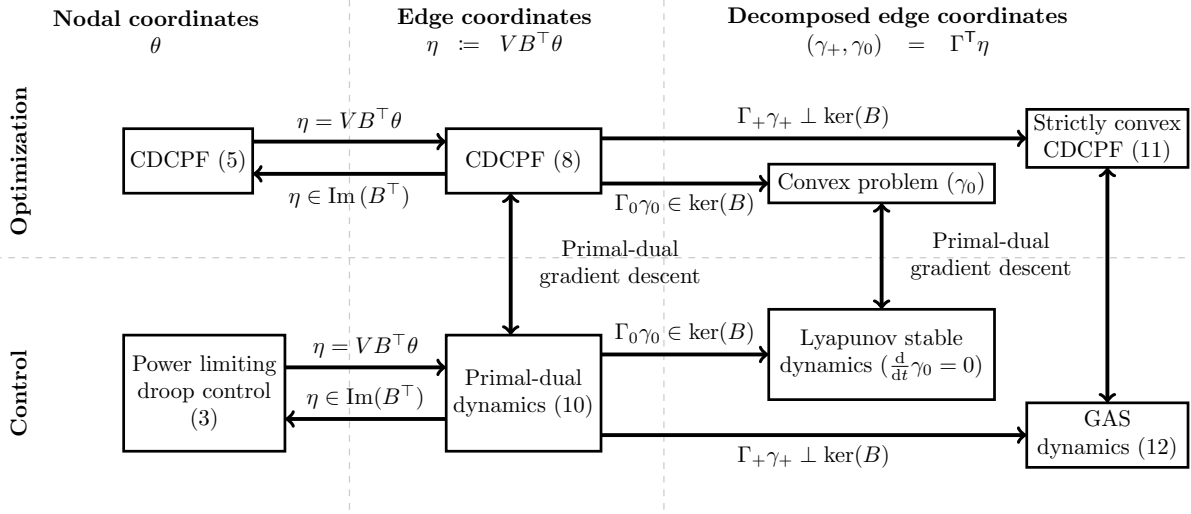 Nodal coordinates
θ
Edge coordinates
η := VB⊤θ
Decomposed edge coordinates
(γ₊, γ₀) = Γᵀη
Optimization
CDCPF (5)
η = VB⊤θ
η ∈ Im (B⊤)
CDCPF (8)
Γ₊γ₊ ⊥ ker(B)
Γ₀γ₀ ∈ ker(B)
Strictly convex
CDCPF (11)
Convex problem (γ₀)
Primal-dual
gradient descent
Primal-dual
gradient descent
Control
Power limiting
droop control
(3)
η = VB⊤θ
η ∈ Im(B⊤)
Primal-dual
dynamics (10)
Γ₀γ₀ ∈ ker(B)
Lyapunov stable
dynamics (d/dt γ₀ = 0)
Γ₊γ₊ ⊥ ker(B)
GAS
dynamics (12)